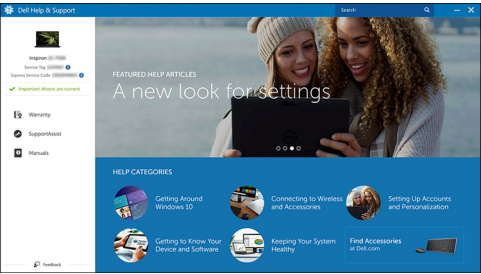 Dell Help & Support
Search
Inspiron
Service Tag
Express Service Code
Important drivers are current
Warranty
SupportAssist
Manuals
Feedback
FEATURED HELP ARTICLES
A new look for settings
HELP CATEGORIES
Getting Around
Windows 10
Connecting to Wireless
and Accessories
Setting Up Accounts
and Personalization
Getting to Know Your
Device and Software
Keeping Your System
Healthy
Find Accessories
at Dell.com